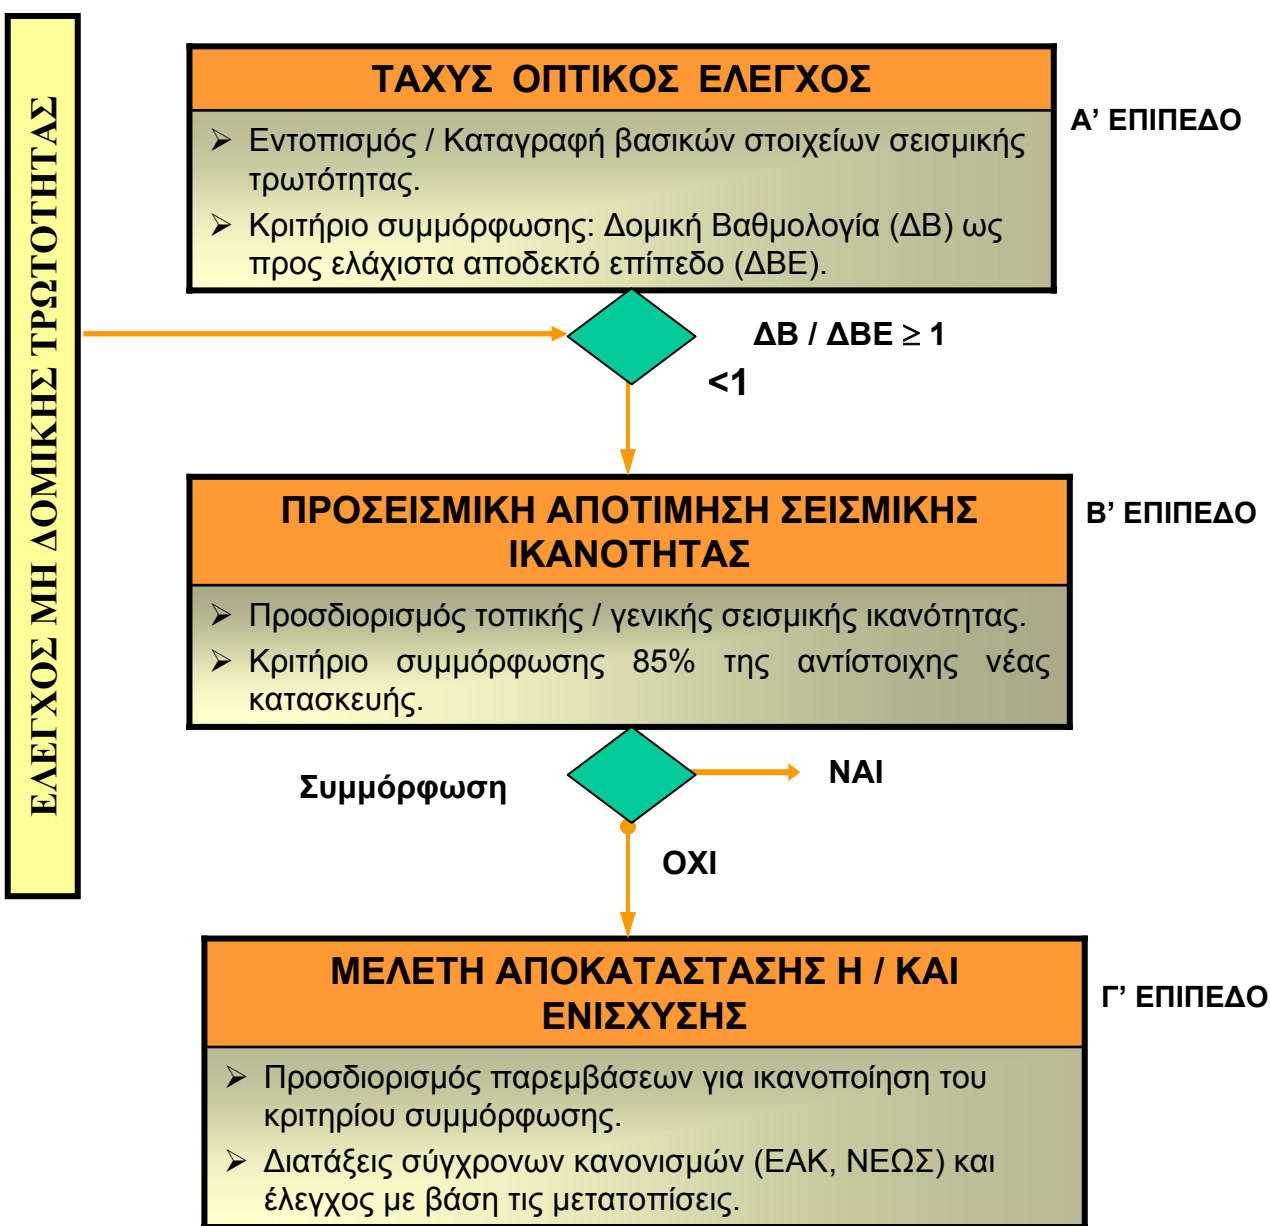 ΕΛΕΓΧΟΣ ΜΗ ΔΟΜΙΚΗΣ ΤΡΩΤΟΤΗΤΑΣ
ΤΑΧΥΣ ΟΠΤΙΚΟΣ ΕΛΕΓΧΟΣ
Α’ ΕΠΙΠΕΔΟ
➢ Εντοπισμός / Καταγραφή βασικών στοιχείων σεισμικής
τρωτότητας.
➢ Κριτήριο συμμόρφωσης: Δομική Βαθμολογία (ΔΒ) ως
προς ελάχιστα αποδεκτό επίπεδο (ΔΒΕ).
ΔΒ / ΔΒΕ ≥ 1
<1
ΠΡΟΣΕΙΣΜΙΚΗ ΑΠΟΤΙΜΗΣΗ ΣΕΙΣΜΙΚΗΣ
ΙΚΑΝΟΤΗΤΑΣ
Β’ ΕΠΙΠΕΔΟ
➢ Προσδιορισμός τοπικής / γενικής σεισμικής ικανότητας.
➢ Κριτήριο συμμόρφωσης 85% της αντίστοιχης νέας
κατασκευής.
Συμμόρφωση
ΝΑΙ
ΟΧΙ
ΜΕΛΕΤΗ ΑΠΟΚΑΤΑΣΤΑΣΗΣ Η / ΚΑΙ
ΕΝΙΣΧΥΣΗΣ
Γ’ ΕΠΙΠΕΔΟ
➢ Προσδιορισμός παρεμβάσεων για ικανοποίηση του
κριτηρίου συμμόρφωσης.
➢ Διατάξεις σύγχρονων κανονισμών (ΕΑΚ, ΝΕΩΣ) και
έλεγχος με βάση τις μετατοπίσεις.